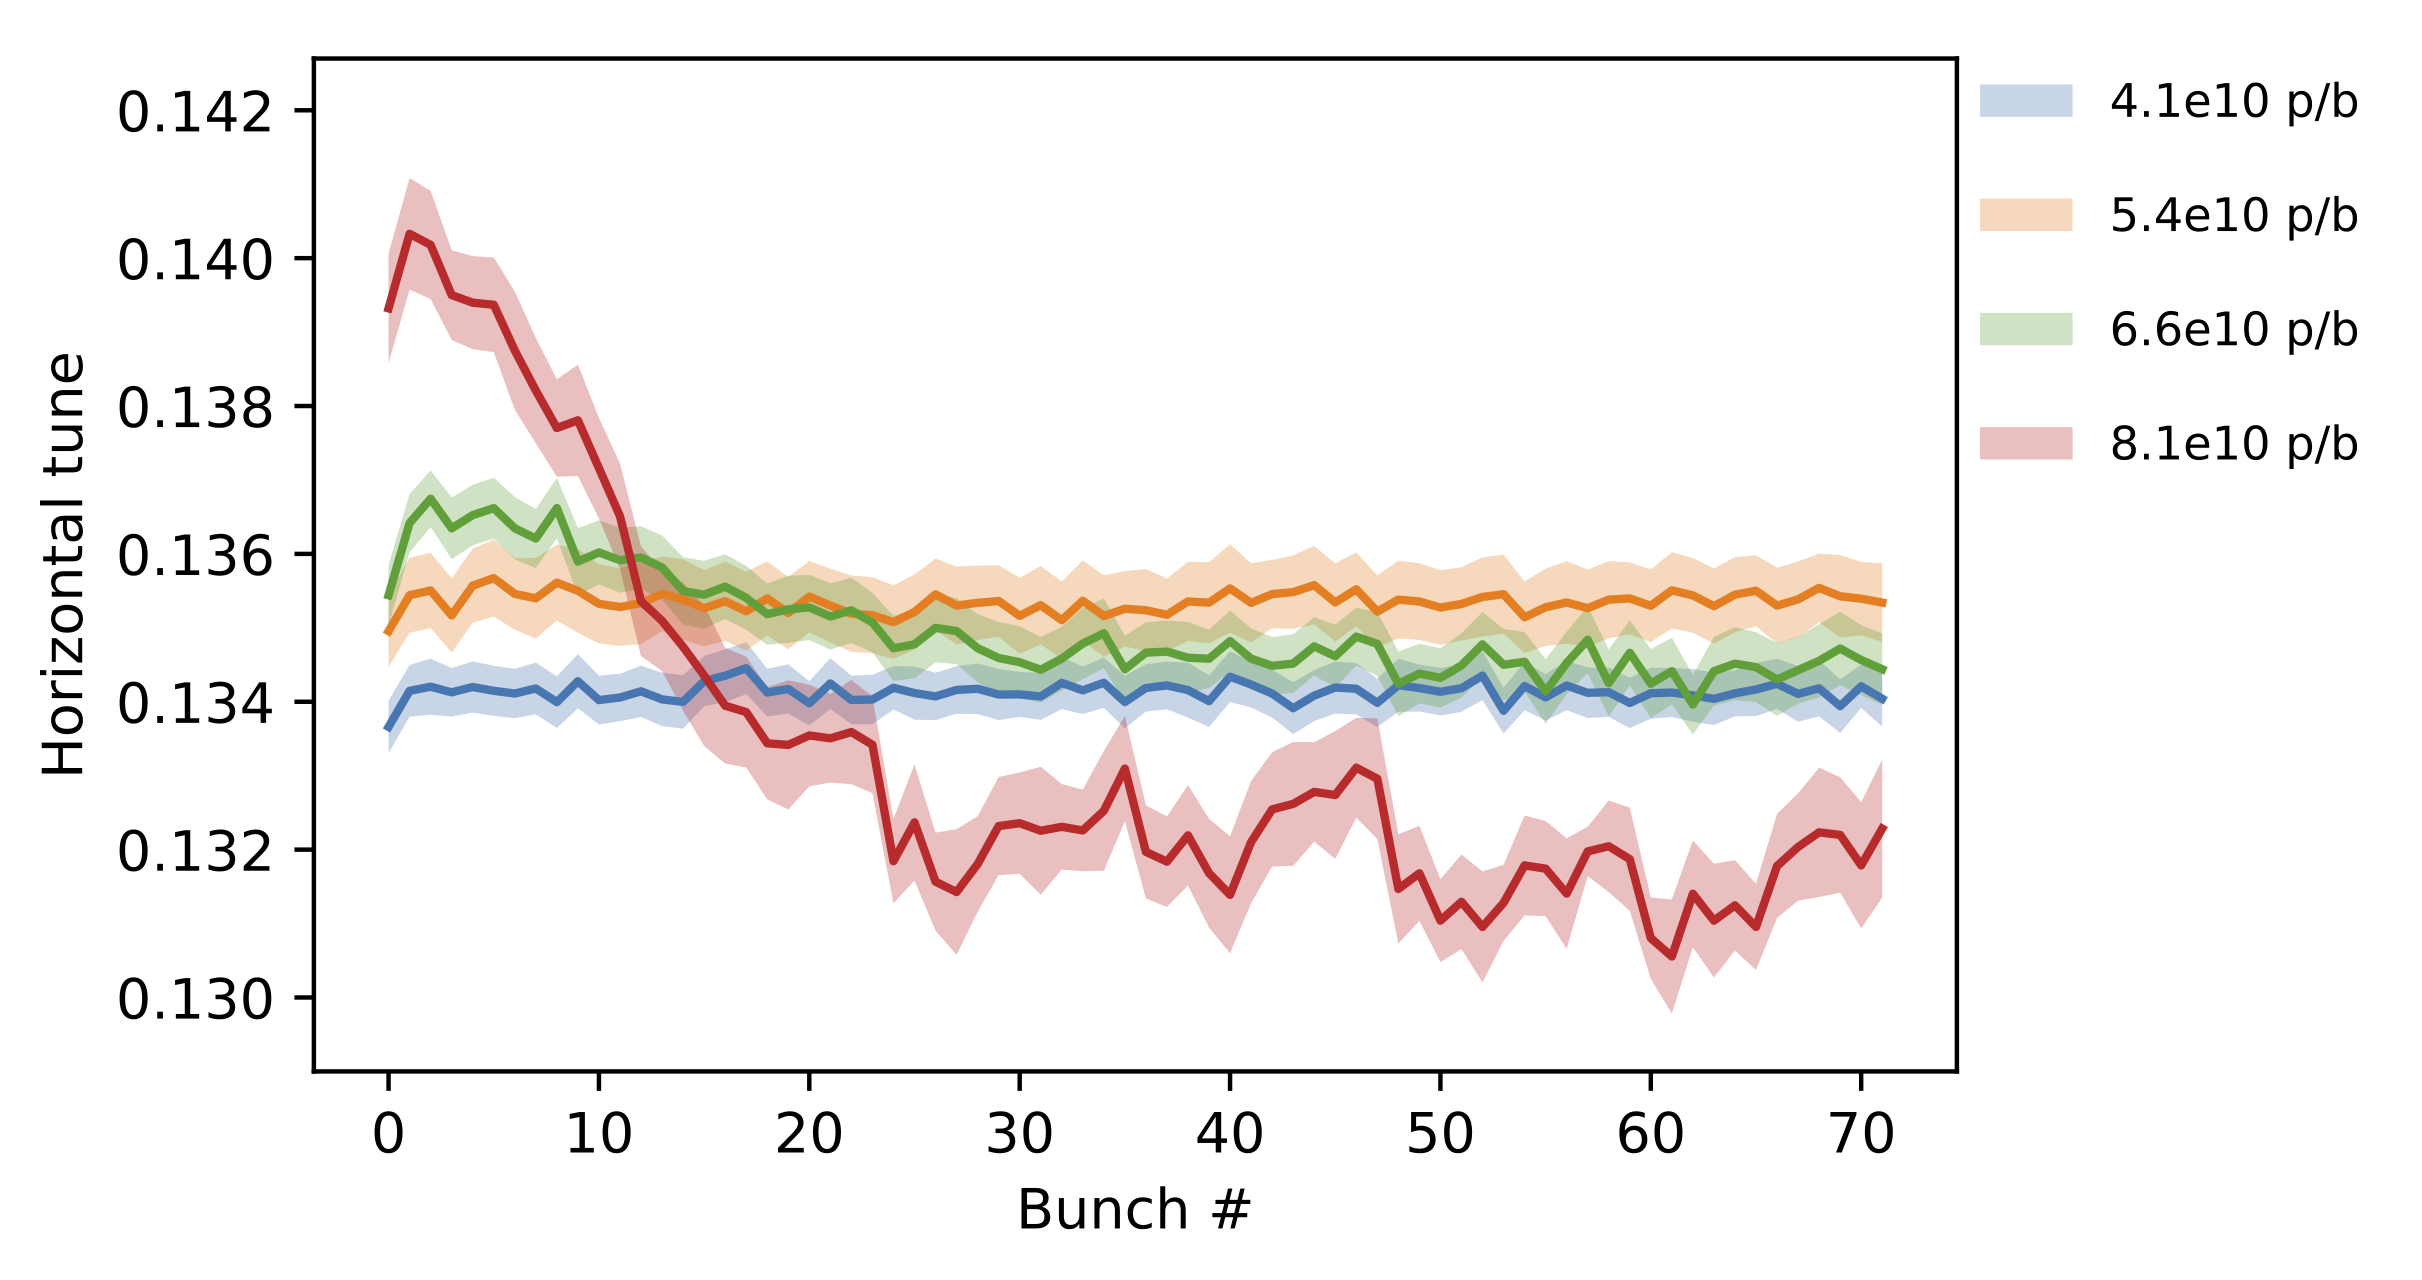 0.142
0.140
0.138
0.136
0.134
0.132
0.130
Horizontal tune
0 10 20 30 40 50 60 70
Bunch #
4.1e10 p/b
5.4e10 p/b
6.6e10 p/b
8.1e10 p/b